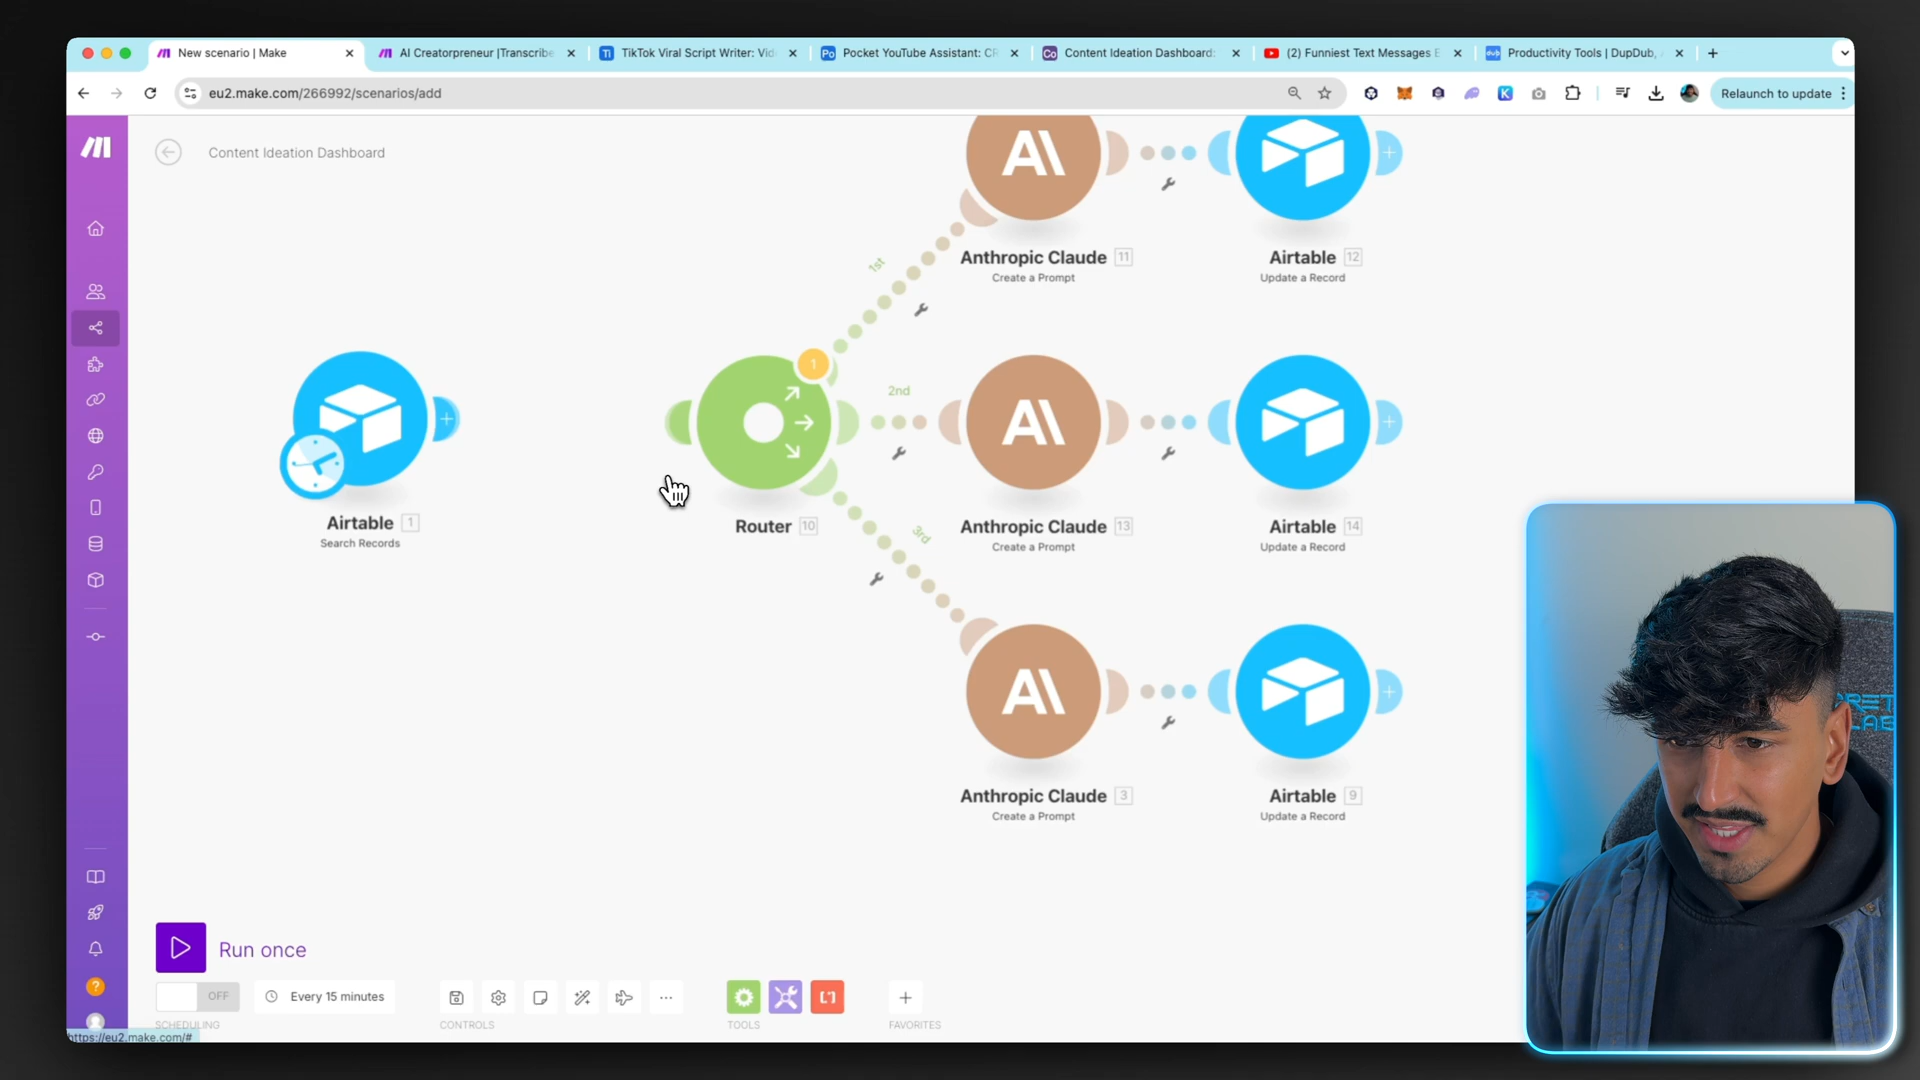 New scenario | Make
AI Creatorpreneur |Transcribe
TikTok Viral Script Writer: Vid
Pocket YouTube Assistant: CR
Content Ideation Dashboard:
(2) Funniest Text Messages E
Productivity Tools | DupDub,
eu2.make.com/266992/scenarios/add
Relaunch to update
Content Ideation Dashboard
Anthropic Claude 11
Create a Prompt
Airtable 12
Update a Record
1st
1
2nd
3rd
Airtable 1
Search Records
Router 10
Anthropic Claude 13
Create a Prompt
Airtable 14
Update a Record
Anthropic Claude 3
Create a Prompt
Airtable 9
Update a Record
Run once
OFF
Every 15 minutes
SCHEDULING
CONTROLS
TOOLS
FAVORITES
https://eu2.make.com/#